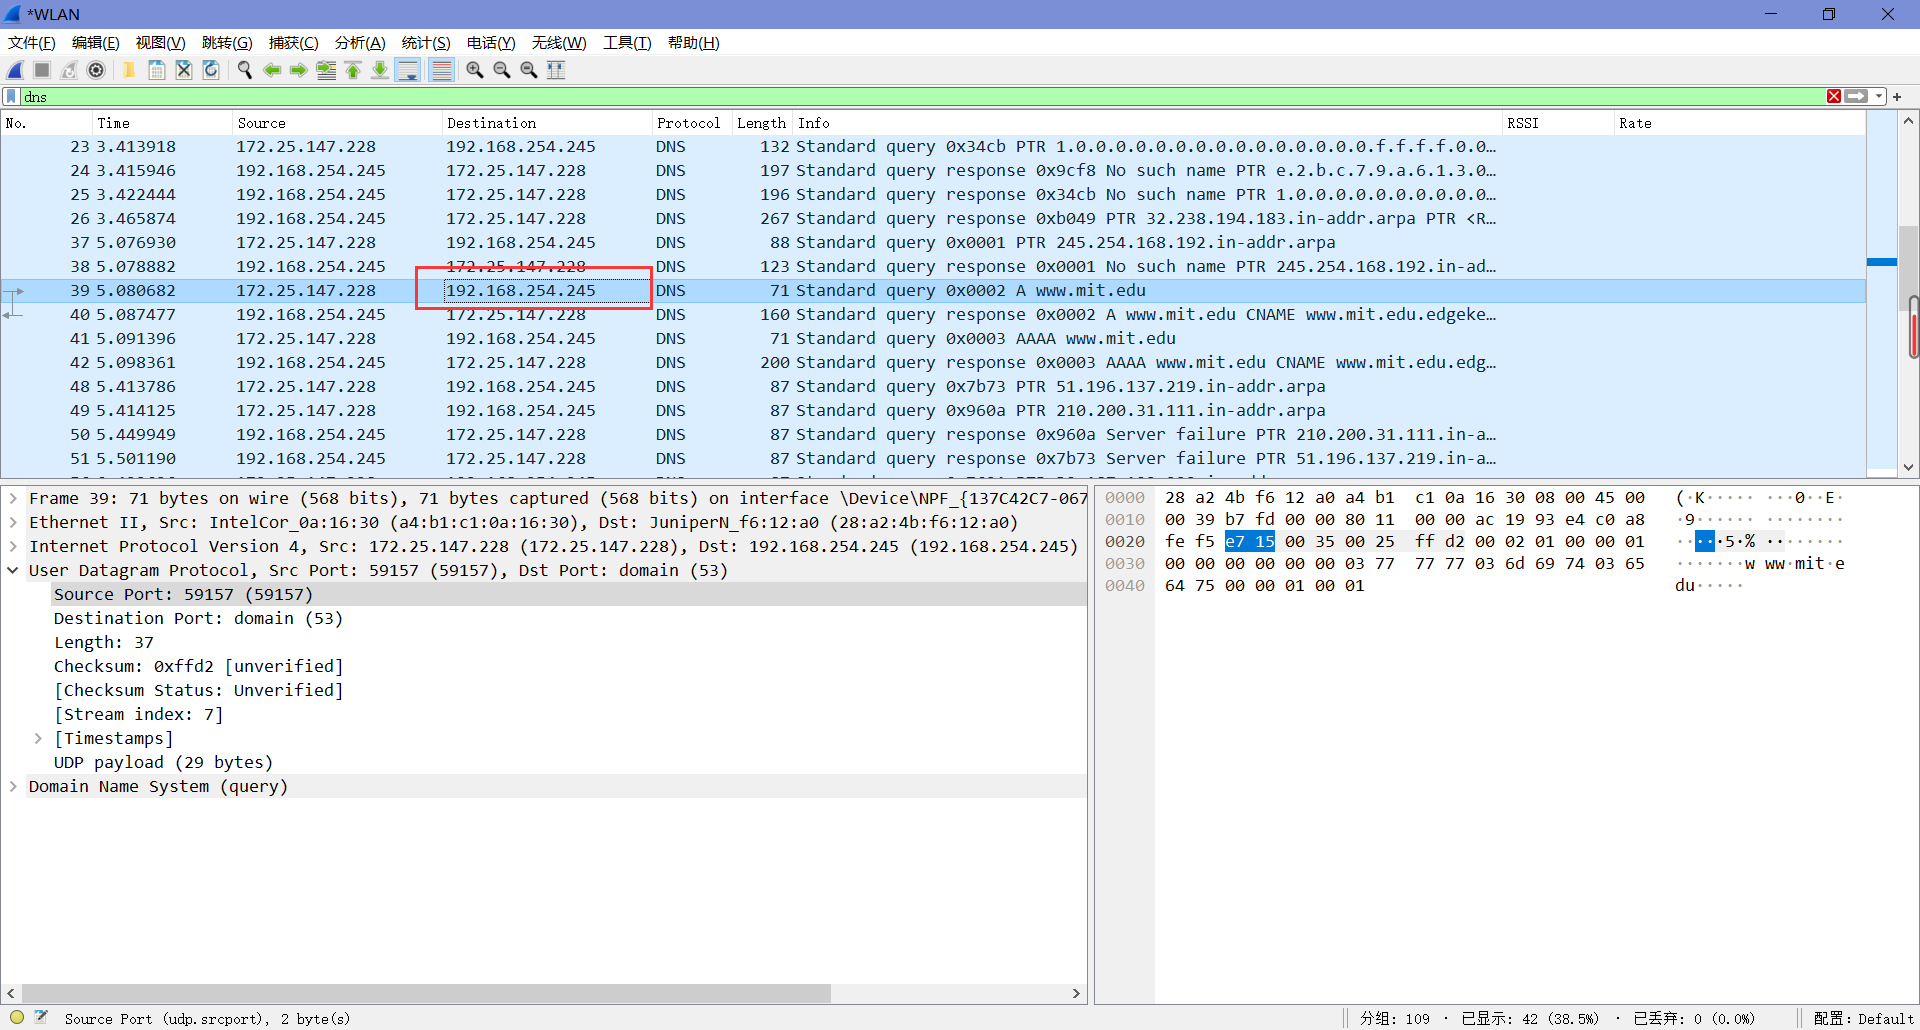 *WLAN
文件(F) 编辑(E) 视图(V) 跳转(G) 捕获(C) 分析(A) 统计(S) 电话(Y) 无线(W) 工具(T) 帮助(H)
dns
No. Time Source Destination Protocol Length Info RSSI Rate
23 3.413918 172.25.147.228 192.168.254.245 DNS 132 Standard query 0x34cb PTR 1.0.0.0.0.0.0.0.0.0.0.0.0.0.0.0.f.f.f.f.0.0…
24 3.415946 192.168.254.245 172.25.147.228 DNS 197 Standard query response 0x9cf8 No such name PTR e.2.b.c.7.9.a.6.1.3.0…
25 3.422444 192.168.254.245 172.25.147.228 DNS 196 Standard query response 0x34cb No such name PTR 1.0.0.0.0.0.0.0.0.0.0…
26 3.465874 192.168.254.245 172.25.147.228 DNS 267 Standard query response 0xb049 PTR 32.238.194.183.in-addr.arpa PTR <R…
37 5.076930 172.25.147.228 192.168.254.245 DNS 88 Standard query 0x0001 PTR 245.254.168.192.in-addr.arpa
38 5.078882 192.168.254.245 172.25.147.228 DNS 123 Standard query response 0x0001 No such name PTR 245.254.168.192.in-ad…
39 5.080682 172.25.147.228 192.168.254.245 DNS 71 Standard query 0x0002 A www.mit.edu
40 5.087477 192.168.254.245 172.25.147.228 DNS 160 Standard query response 0x0002 A www.mit.edu CNAME www.mit.edu.edgeke…
41 5.091396 172.25.147.228 192.168.254.245 DNS 71 Standard query 0x0003 AAAA www.mit.edu
42 5.098361 192.168.254.245 172.25.147.228 DNS 200 Standard query response 0x0003 AAAA www.mit.edu CNAME www.mit.edu.edg…
48 5.413786 172.25.147.228 192.168.254.245 DNS 87 Standard query 0x7b73 PTR 51.196.137.219.in-addr.arpa
49 5.414125 172.25.147.228 192.168.254.245 DNS 87 Standard query 0x960a PTR 210.200.31.111.in-addr.arpa
50 5.449949 192.168.254.245 172.25.147.228 DNS 87 Standard query response 0x960a Server failure PTR 210.200.31.111.in-a…
51 5.501190 192.168.254.245 172.25.147.228 DNS 87 Standard query response 0x7b73 Server failure PTR 51.196.137.219.in-a…
Frame 39: 71 bytes on wire (568 bits), 71 bytes captured (568 bits) on interface \Device\NPF_{137C42C7-067
Ethernet II, Src: IntelCor_0a:16:30 (a4:b1:c1:0a:16:30), Dst: JuniperN_f6:12:a0 (28:a2:4b:f6:12:a0)
Internet Protocol Version 4, Src: 172.25.147.228 (172.25.147.228), Dst: 192.168.254.245 (192.168.254.245)
User Datagram Protocol, Src Port: 59157 (59157), Dst Port: domain (53)
Source Port: 59157 (59157)
Destination Port: domain (53)
Length: 37
Checksum: 0xffd2 [unverified]
[Checksum Status: Unverified]
[Stream index: 7]
[Timestamps]
UDP payload (29 bytes)
Domain Name System (query)
0000 28 a2 4b f6 12 a0 a4 b1 c1 0a 16 30 08 00 45 00 (·K····· ···0··E·
0010 00 39 b7 fd 00 00 80 11 00 00 ac 19 93 e4 c0 a8 ·9······ ········
0020 fe f5 e7 15 00 35 00 25 ff d2 00 02 01 00 00 01 ·····5·% ········
0030 00 00 00 00 00 00 03 77 77 77 03 6d 69 74 03 65 ·······w ww·mit·e
0040 64 75 00 00 01 00 01 du·····
Source Port (udp.srcport), 2 byte(s)
分组: 109 · 已显示: 42 (38.5%) · 已丢弃: 0 (0.0%)
配置: Default